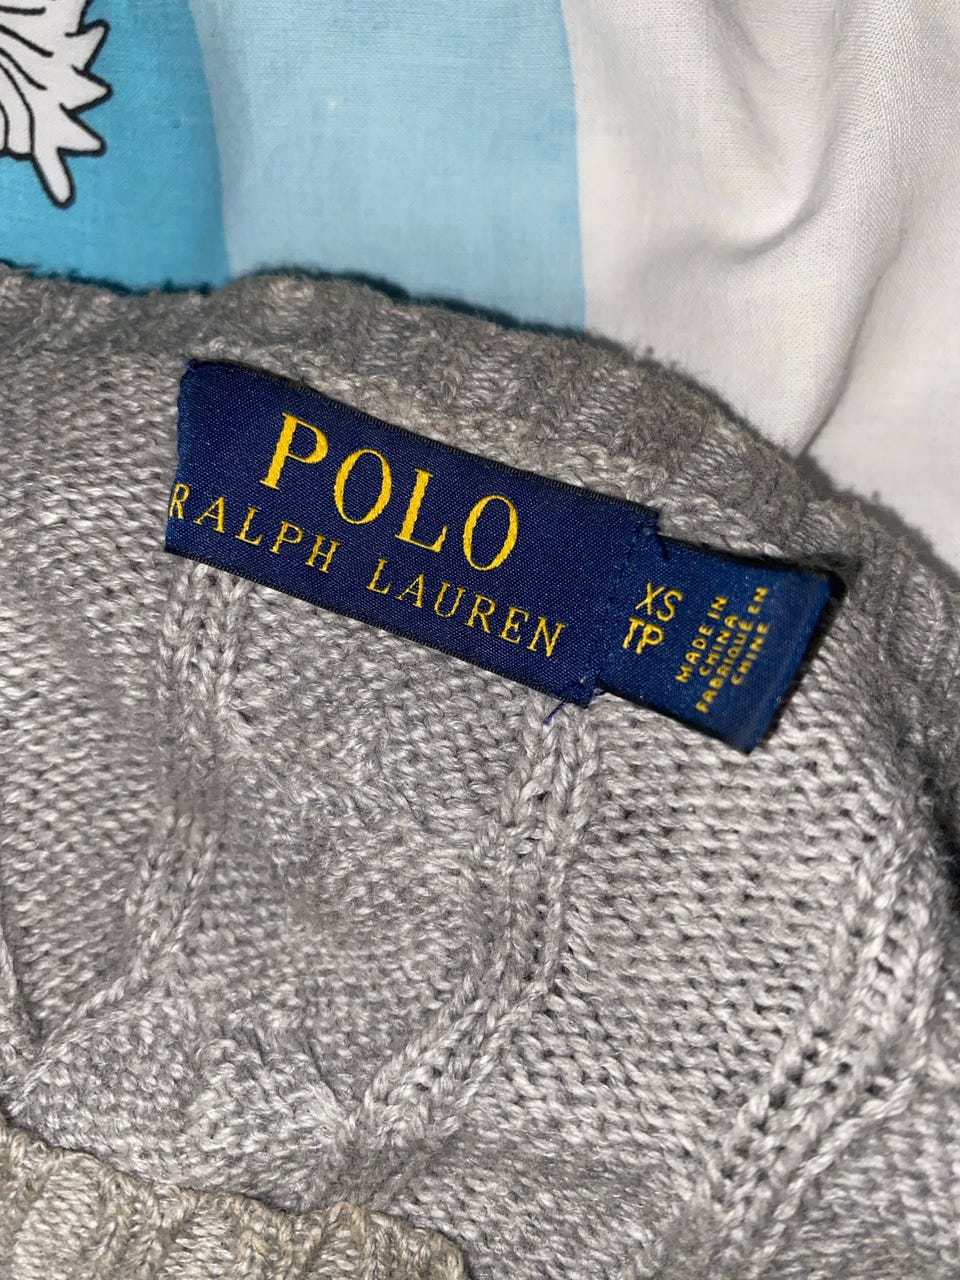 POLO
RALPH LAUREN
XS
TP
MADE IN
CHINA
FABRIQUÉ EN
CHINE